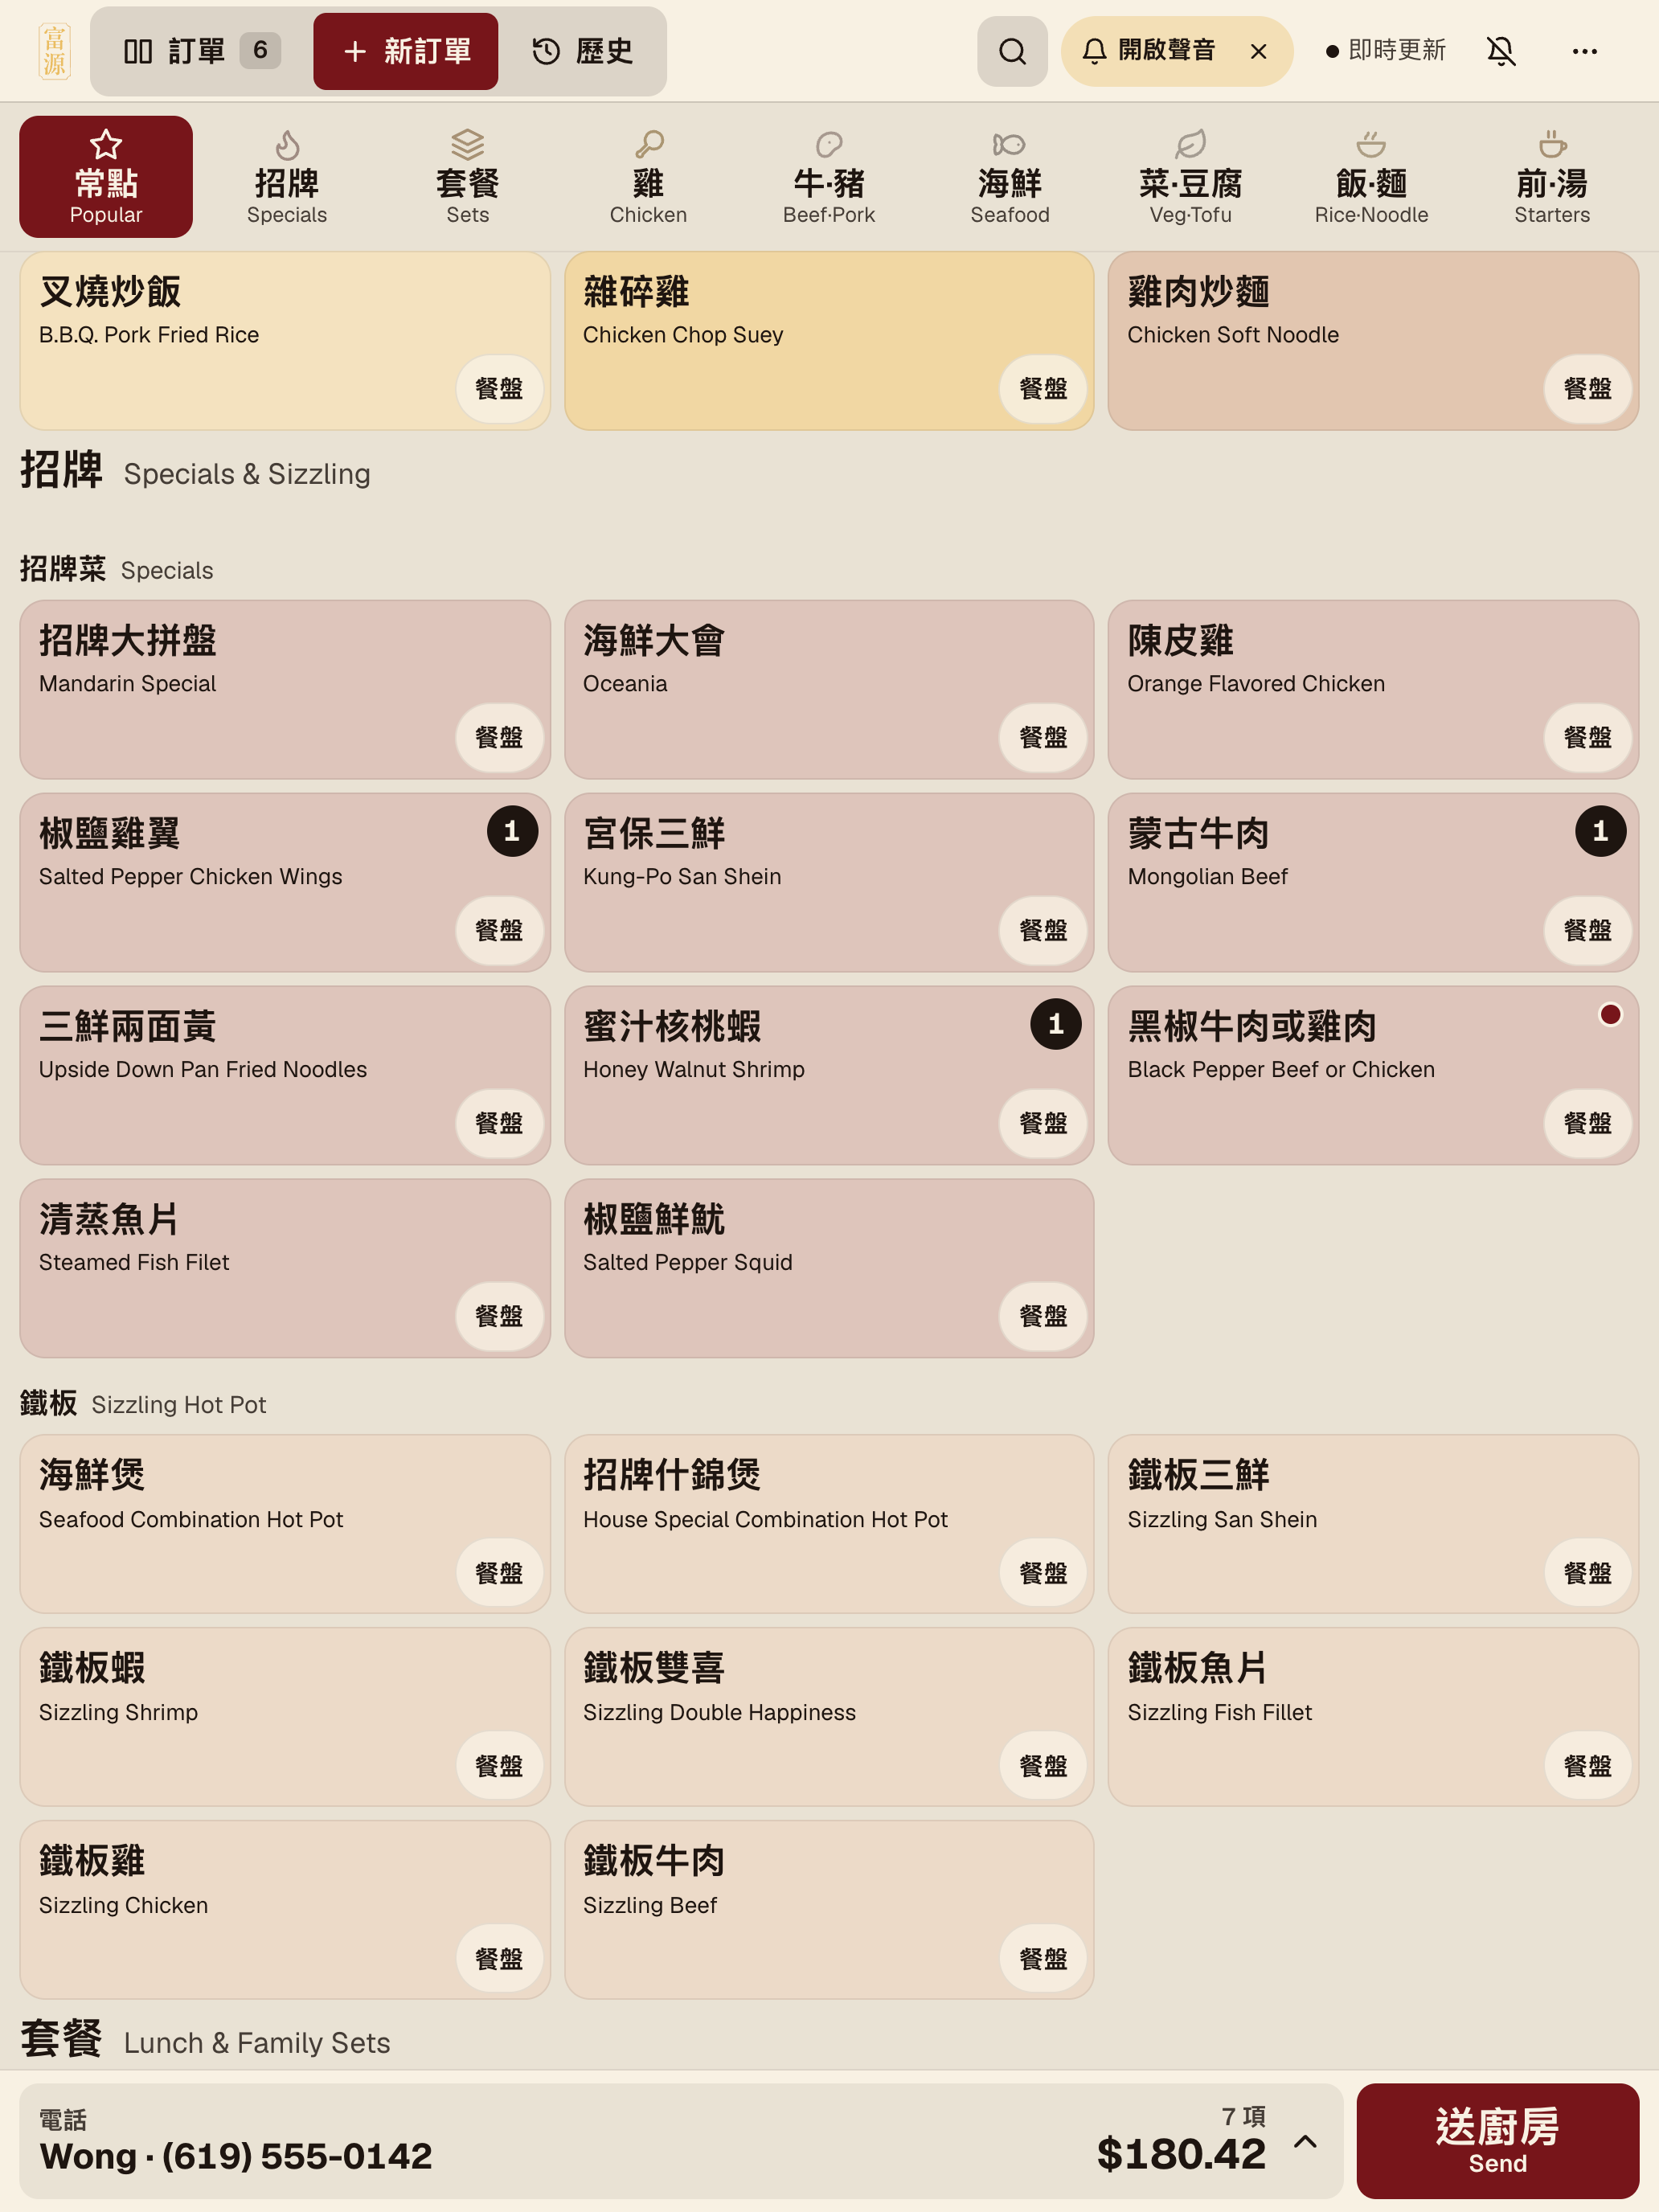 富源
訂單 6
新訂單
歷史
開啟聲音
即時更新
常點
Popular
招牌
Specials
套餐
Sets
雞
Chicken
牛·豬
Beef·Pork
海鮮
Seafood
菜·豆腐
Veg·Tofu
飯·麵
Rice·Noodle
前·湯
Starters
叉燒炒飯
B.B.Q. Pork Fried Rice
餐盤
雜碎雞
Chicken Chop Suey
餐盤
雞肉炒麵
Chicken Soft Noodle
餐盤
招牌 Specials & Sizzling
招牌菜 Specials
招牌大拼盤
Mandarin Special
餐盤
海鮮大會
Oceania
餐盤
陳皮雞
Orange Flavored Chicken
餐盤
椒鹽雞翼
1
Salted Pepper Chicken Wings
餐盤
宮保三鮮
Kung-Po San Shein
餐盤
蒙古牛肉
1
Mongolian Beef
餐盤
三鮮兩面黃
Upside Down Pan Fried Noodles
餐盤
蜜汁核桃蝦
1
Honey Walnut Shrimp
餐盤
黑椒牛肉或雞肉
Black Pepper Beef or Chicken
餐盤
清蒸魚片
Steamed Fish Filet
餐盤
椒鹽鮮魷
Salted Pepper Squid
餐盤
鐵板 Sizzling Hot Pot
海鮮煲
Seafood Combination Hot Pot
餐盤
招牌什錦煲
House Special Combination Hot Pot
餐盤
鐵板三鮮
Sizzling San Shein
餐盤
鐵板蝦
Sizzling Shrimp
餐盤
鐵板雙喜
Sizzling Double Happiness
餐盤
鐵板魚片
Sizzling Fish Fillet
餐盤
鐵板雞
Sizzling Chicken
餐盤
鐵板牛肉
Sizzling Beef
餐盤
套餐 Lunch & Family Sets
電話
Wong · (619) 555-0142
7 項
$180.42
送廚房
Send